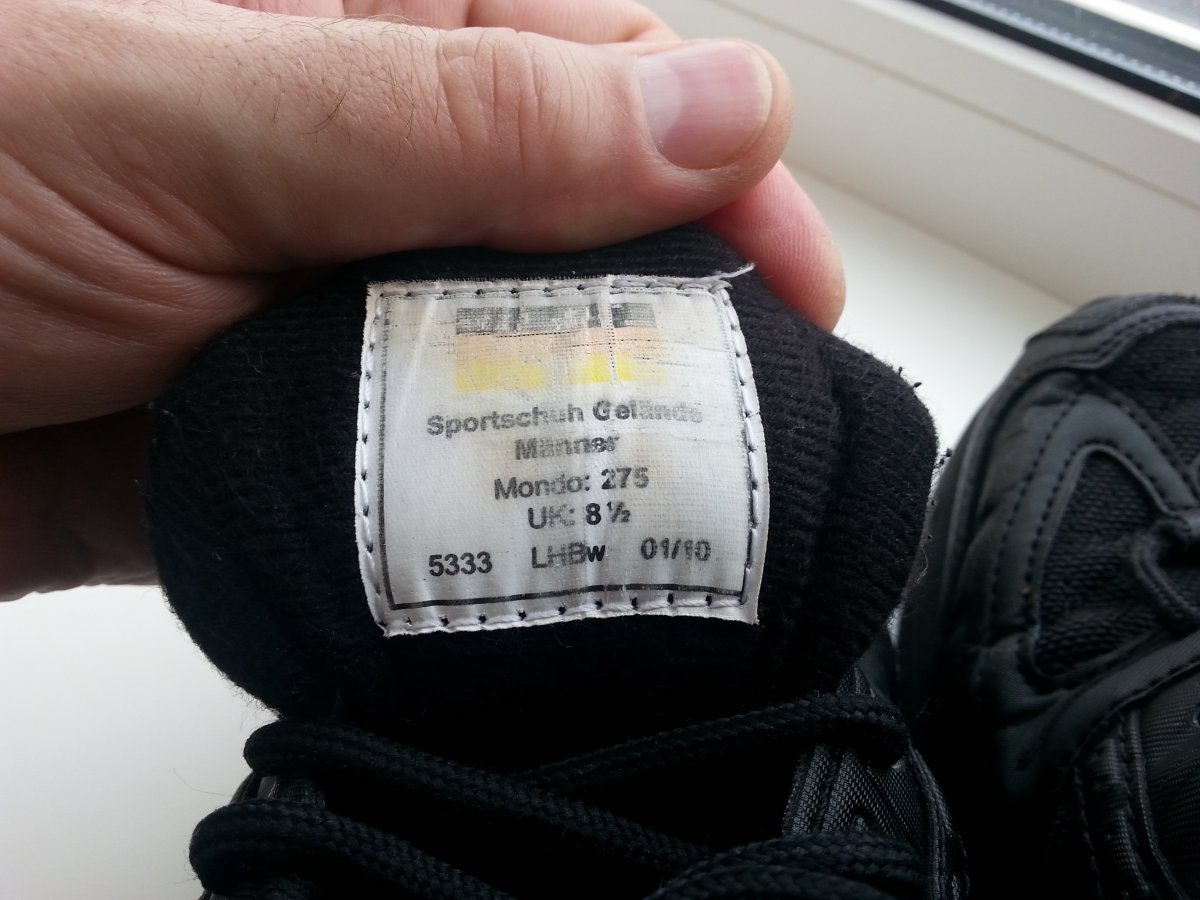 Sportschuh Gelände
Männer
Mondo: 275
UK: 8 ½
5333 LHBw 01/10